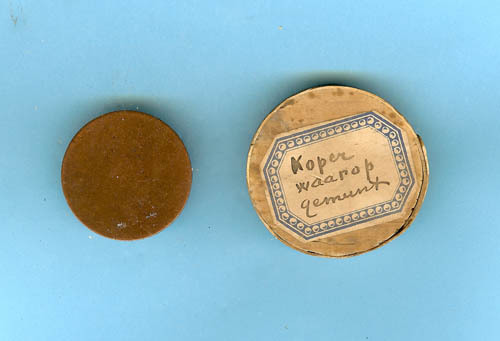 Koper
waarop
gemunt